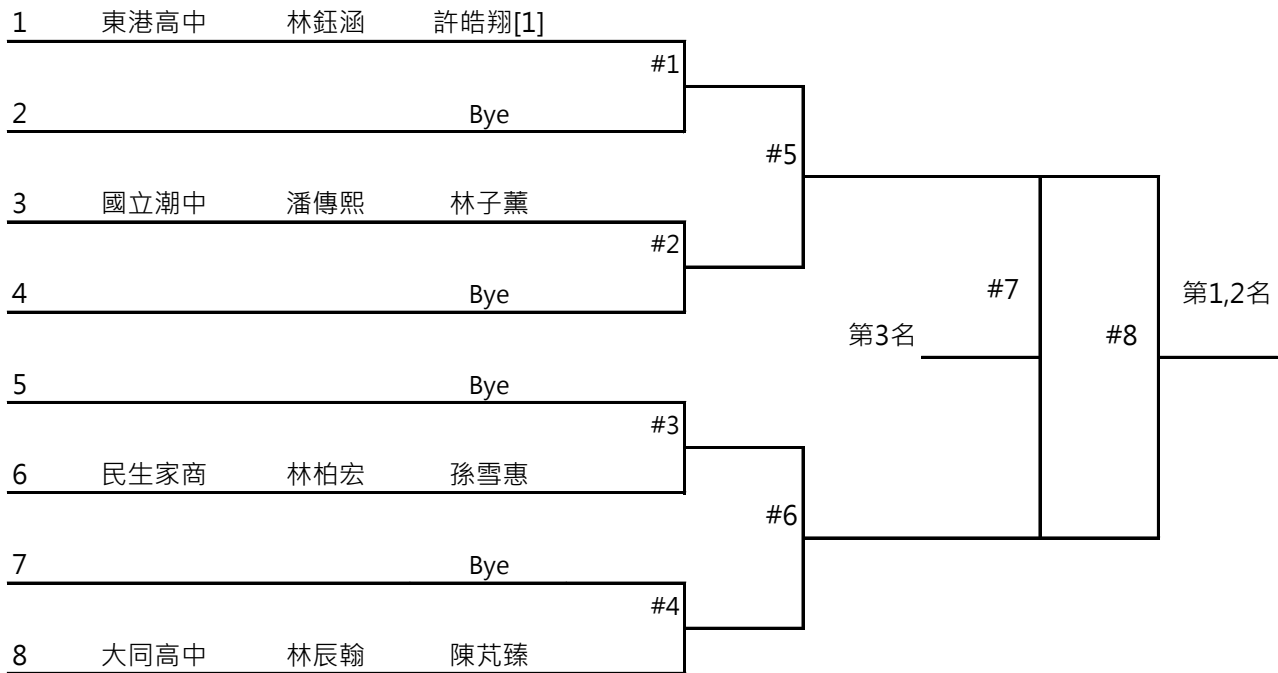 1 東港高中 林鈺涵 許皓翔[1]
#1
2 Bye
#5
3 國立潮中 潘傳熙 林子薰
#2
4 Bye
#7 第1,2名
第3名 #8
5 Bye
#3
6 民生家商 林柏宏 孫雪惠
#6
7 Bye
#4
8 大同高中 林辰翰 陳芃臻